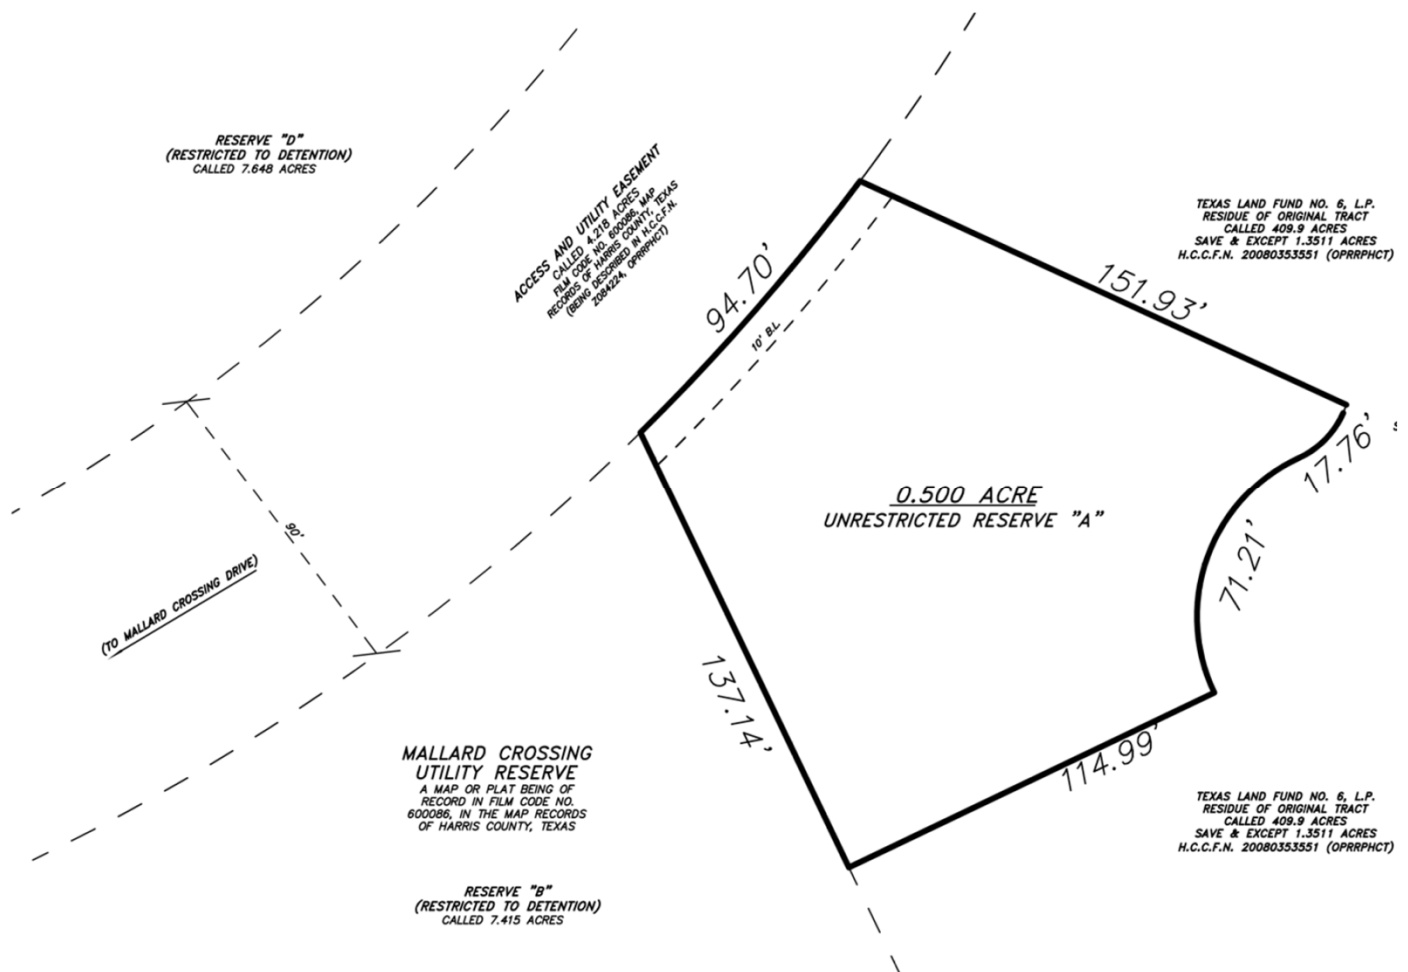 RESERVE "D"
(RESTRICTED TO DETENTION)
CALLED 7.648 ACRES
ACCESS AND UTILITY EASEMENT
CALLED 4.218 ACRES
FILM CODE NO. 600086, MAP
RECORDS OF HARRIS COUNTY, TEXAS
(BEING DESCRIBED IN H.C.C.F.N.
Z084224, OPRRPHCT)
TEXAS LAND FUND NO. 6, L.P.
RESIDUE OF ORIGINAL TRACT
CALLED 409.9 ACRES
SAVE & EXCEPT 1.3511 ACRES
H.C.C.F.N. 20080353551 (OPRRPHCT)
94.70'
151.93'
10' B.L.
17.76'
0.500 ACRE
UNRESTRICTED RESERVE "A"
90'
71.21'
(TO MALLARD CROSSING DRIVE)
137.14'
114.99'
MALLARD CROSSING
UTILITY RESERVE
A MAP OR PLAT BEING OF
RECORD IN FILM CODE NO.
600086, IN THE MAP RECORDS
OF HARRIS COUNTY, TEXAS
TEXAS LAND FUND NO. 6, L.P.
RESIDUE OF ORIGINAL TRACT
CALLED 409.9 ACRES
SAVE & EXCEPT 1.3511 ACRES
H.C.C.F.N. 20080353551 (OPRRPHCT)
RESERVE "B"
(RESTRICTED TO DETENTION)
CALLED 7.415 ACRES